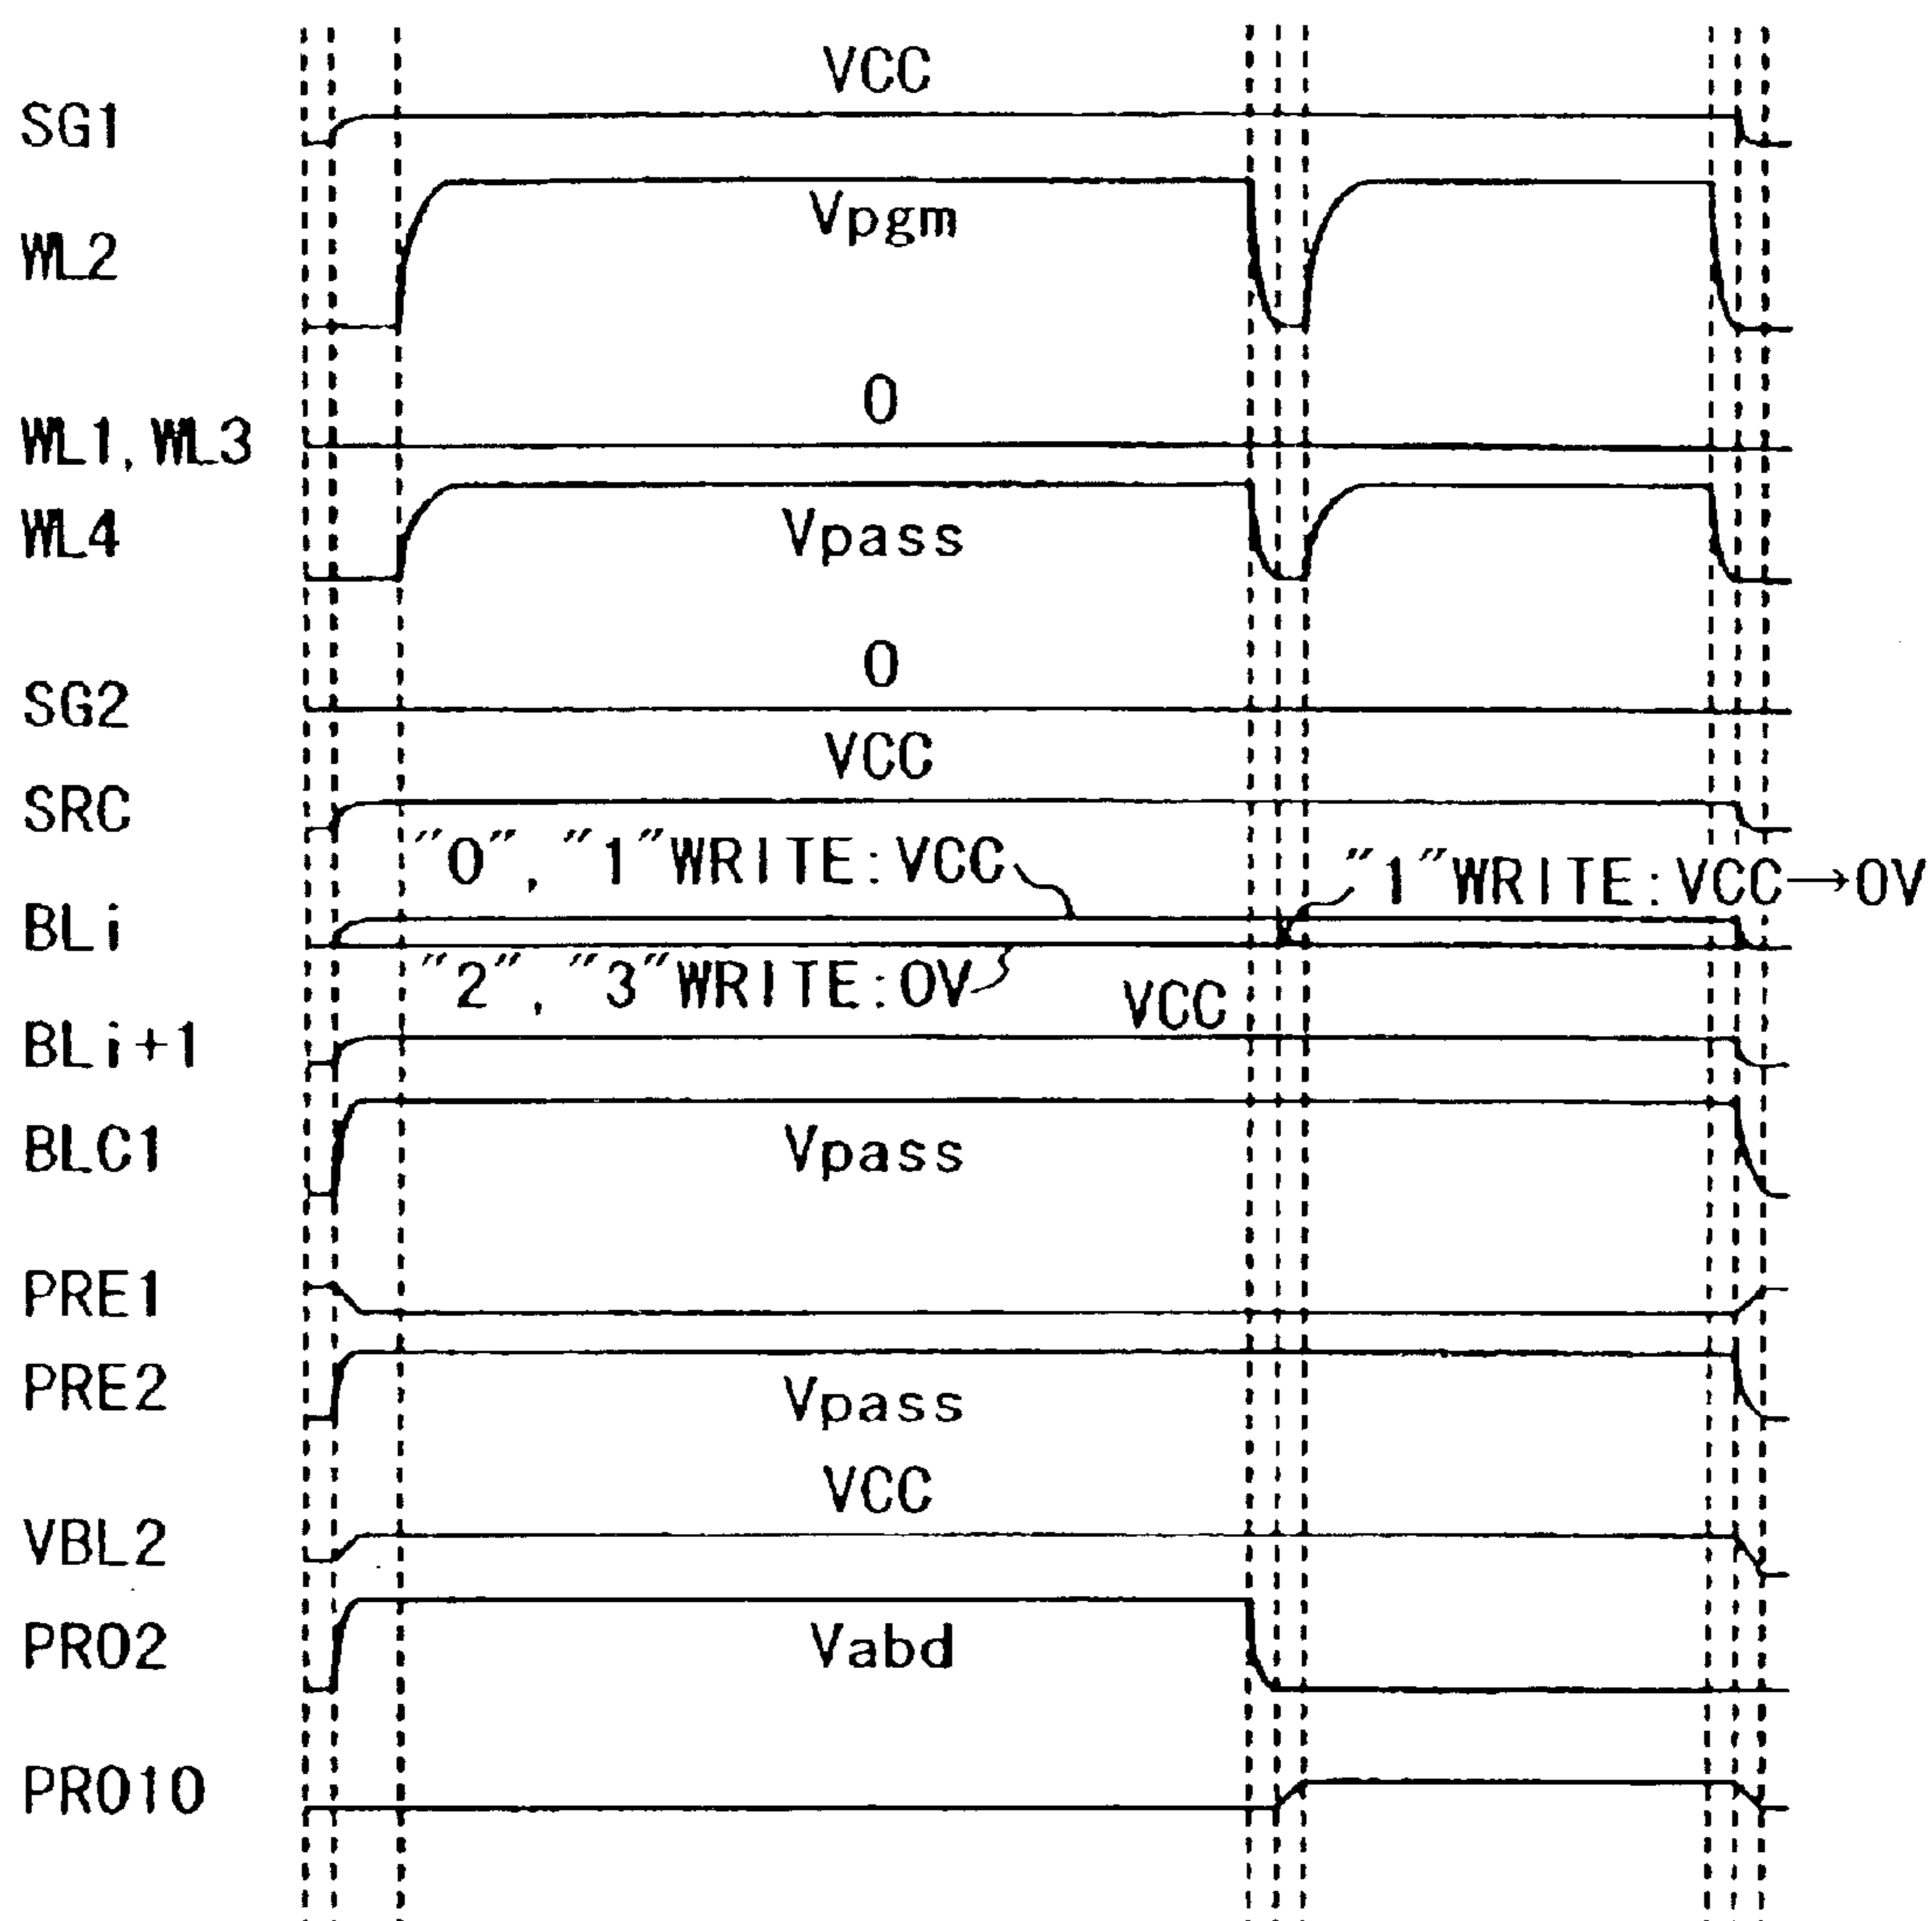 VCC
SG1
Vpgm
WL2
0
WL1, WL3
WL4
Vpass
0
SG2
VCC
SRC
"0", "1"WRITE:VCC
"1"WRITE:VCC→0V
BLi
"2", "3"WRITE:0V
VCC
BLi+1
BLC1
Vpass
PRE1
PRE2
Vpass
VCC
VBL2
PRO2
Vabd
PRO10